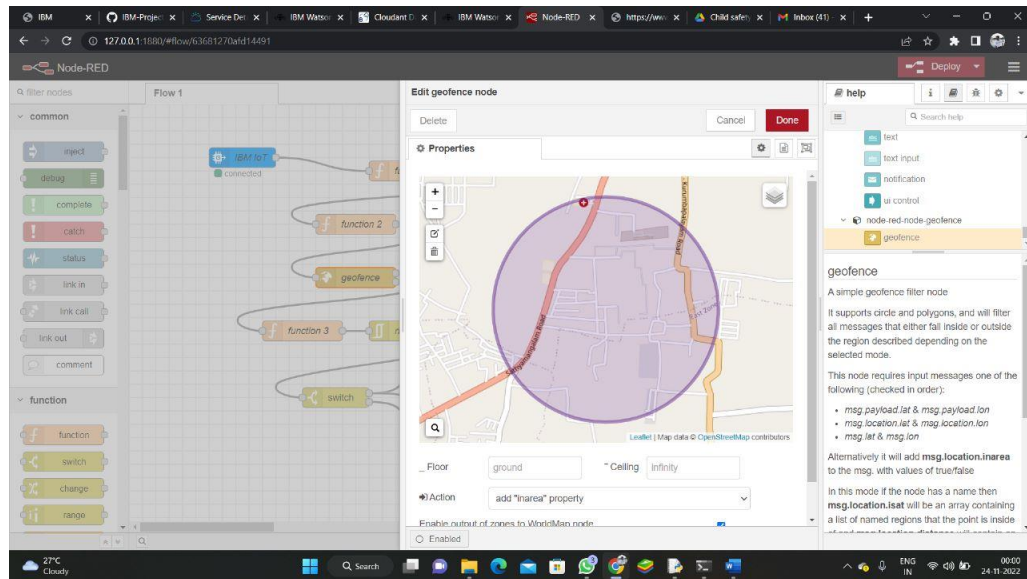 IBM
IBM-Project
Service Det
IBM Watson
Cloudant D
IBM Watson
Node-RED
https://www
Child safety
Inbox (41) -
127.0.0.1:1880/#flow/63681270afd14491
Node-RED
Deploy
filter nodes
Flow 1
Edit geofence node
help
Delete
Cancel
Done
Search help
common
Properties
text
inject
IBM IoT
text input
connected
debug
notification
complete
ui control
function 2
node-red-node-geofence
catch
geofence
status
geofence
geofence
link in
A simple geofence filter node
link call
It supports circle and polygons, and will filter
all messages that either fall inside or outside
function 3
link out
the region described depending on the
selected mode.
comment
This node requires input messages one of the
following (checked in order):
switch
function
• msg.payload.lat & msg.payload.lon
• msg.location.lat & msg.location.lon
• msg.lat & msg.lon
function
Sathyamangalam Road
East Zone
Leaflet | Map data © OpenStreetMap contributors
Alternatively it will add msg.location.inarea
to the msg. with values of true/false
switch
Floor
ground
Ceiling
infinity
In this mode if the node has a name then
msg.location.isat will be an array containing
a list of named regions that the point is inside
change
Action
add "inarea" property
range
Enable output of zones to WorldMap node
Enabled
27°C
Cloudy
Search
ENG
IN
00:00
24-11-2022